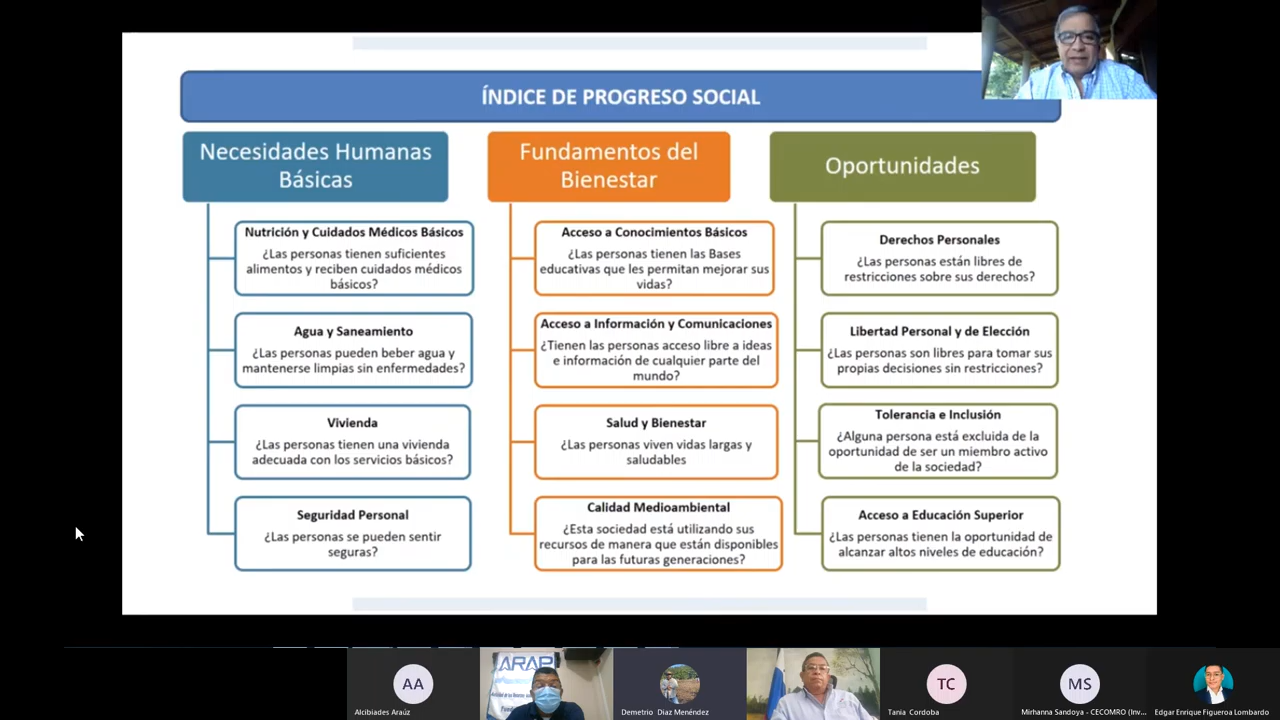 ÍNDICE DE PROGRESO SOCIAL
Necesidades Humanas
Básicas
Nutrición y Cuidados Médicos Básicos
¿Las personas tienen suficientes
alimentos y reciben cuidados médicos
básicos?
Agua y Saneamiento
¿Las personas pueden beber agua y
mantenerse limpias sin enfermedades?
Vivienda
¿Las personas tienen una vivienda
adecuada con los servicios básicos?
Seguridad Personal
¿Las personas se pueden sentir
seguras?
Fundamentos del
Bienestar
Acceso a Conocimientos Básicos
¿Las personas tienen las Bases
educativas que les permitan mejorar sus
vidas?
Acceso a Información y Comunicaciones
¿Tienen las personas acceso libre a ideas
e información de cualquier parte del
mundo?
Salud y Bienestar
¿Las personas viven vidas largas y
saludables
Calidad Medioambiental
¿Esta sociedad está utilizando sus
recursos de manera que están disponibles
para las futuras generaciones?
Oportunidades
Derechos Personales
¿Las personas están libres de
restricciones sobre sus derechos?
Libertad Personal y de Elección
¿Las personas son libres para tomar sus
propias decisiones sin restricciones?
Tolerancia e Inclusión
¿Alguna persona está excluida de la
oportunidad de ser un miembro activo
de la sociedad?
Acceso a Educación Superior
¿Las personas tienen la oportunidad de
alcanzar altos niveles de educación?
AA
Alcibiades Araúz
ARAP
Demetrio Diaz Menéndez
TC
Tania Cordoba
MS
Mirhanna Sandoya - CECOMRO (Inv...
Edgar Enrique Figueroa Lombardo